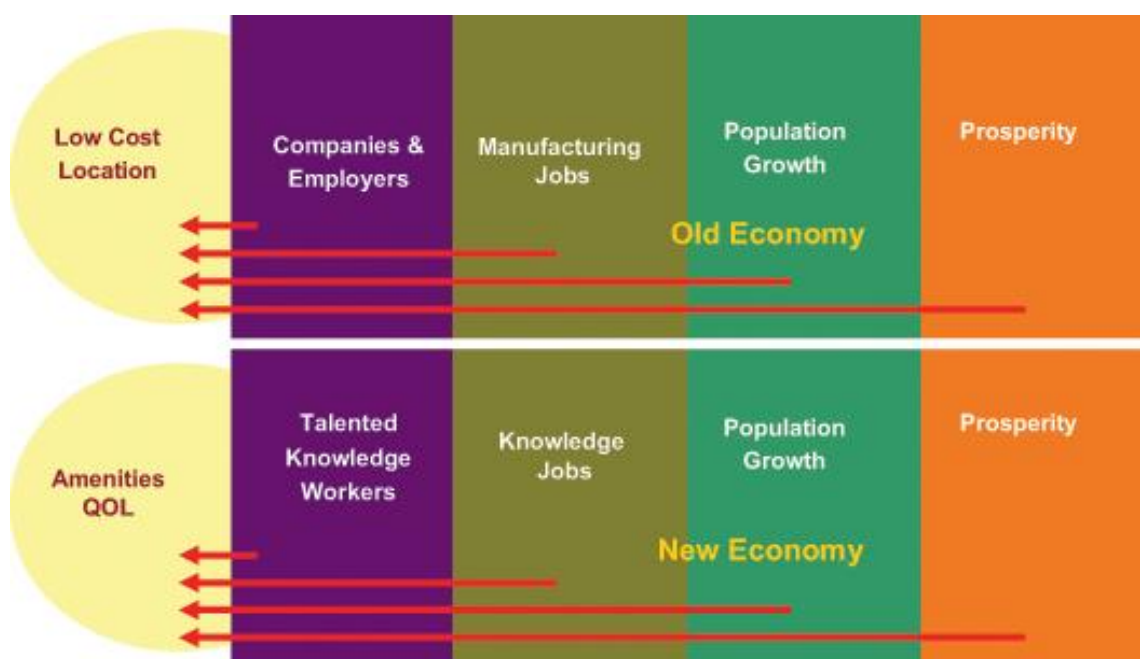 Low Cost
Location
Companies &
Employers
Manufacturing
Jobs
Population
Growth
Prosperity
Old Economy
Amenities
QOL
Talented
Knowledge
Workers
Knowledge
Jobs
Population
Growth
Prosperity
New Economy